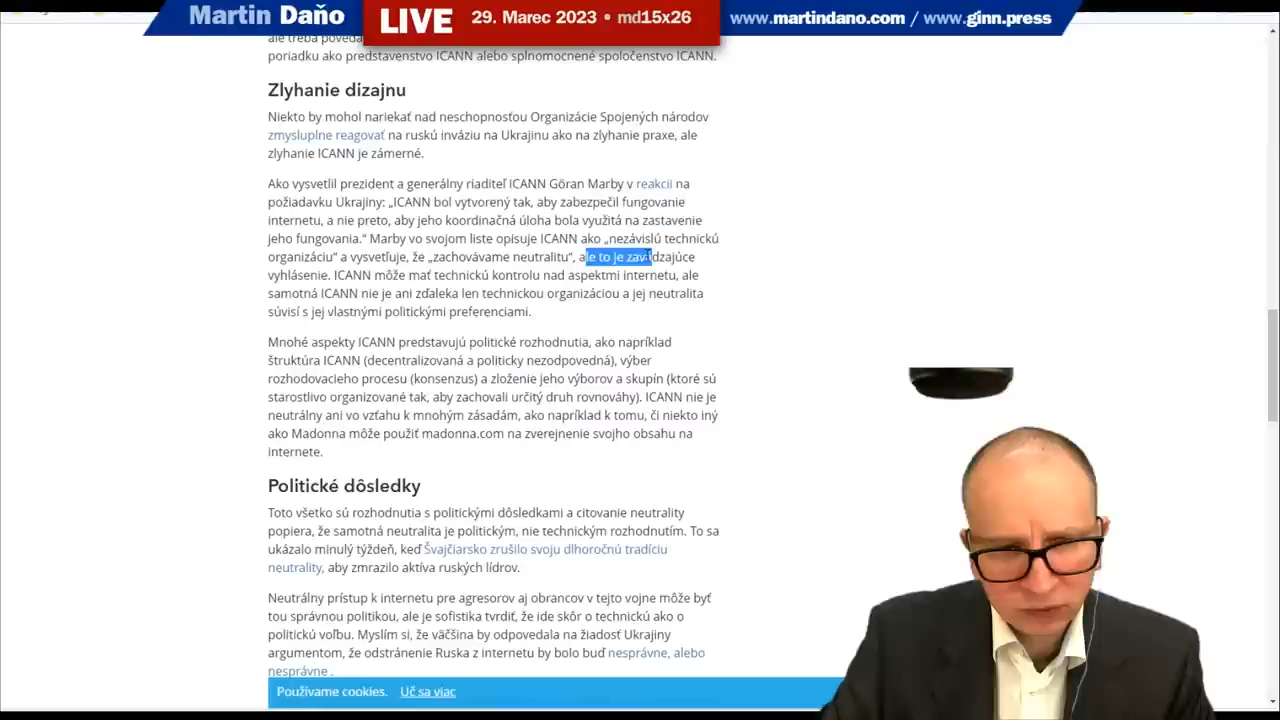 Martin Daňo
LIVE
29. Marec 2023 • md15x26
www.martindano.com / www.ginn.press
ale treba
poriadku ako predstavenstvo ICANN alebo splnomocnené spoločenstvo ICANN.
Zlyhanie dizajnu
Niekto by mohol nariekať nad neschopnosťou Organizácie Spojených národov
zmysluplne reagovať na ruskú inváziu na Ukrajinu ako na zlyhanie praxe, ale
zlyhanie ICANN je zámerné.
Ako vysvetlil prezident a generálny riaditeľ ICANN Göran Marby v reakcii na
požiadavku Ukrajiny: „ICANN bol vytvorený tak, aby zabezpečil fungovanie
internetu, a nie preto, aby jeho koordinačná úloha bola využitá na zastavenie
jeho fungovania.“ Marby vo svojom liste opisuje ICANN ako „nezávislú technickú
organizáciu“ a vysvetľuje, že „zachovávame neutralitu“, ale to je zavádzajúce
vyhlásenie. ICANN môže mať technickú kontrolu nad aspektmi internetu, ale
samotná ICANN nie je ani zďaleka len technickou organizáciou a jej neutralita
súvisí s jej vlastnými politickými preferenciami.
Mnohé aspekty ICANN predstavujú politické rozhodnutia, ako napríklad
štruktúra ICANN (decentralizovaná a politicky nezodpovedná), výber
rozhodovacieho procesu (konsenzus) a zloženie jeho výborov a skupín (ktoré sú
starostlivo organizované tak, aby zachovali určitý druh rovnováhy). ICANN nie je
neutrálny ani vo vzťahu k mnohým zásadám, ako napríklad k tomu, či niekto iný
ako Madonna môže použiť madonna.com na zverejnenie svojho obsahu na
internete.
Politické dôsledky
Toto všetko sú rozhodnutia s politickými dôsledkami a citovanie neutrality
popiera, že samotná neutralita je politickým, nie technickým rozhodnutím. To sa
ukázalo minulý týždeň, keď Švajčiarsko zrušilo svoju dlhoročnú tradíciu
neutrality, aby zmrazilo aktíva ruských lídrov.
Neutrálny prístup k internetu pre agresorov aj obrancov v tejto vojne môže byť
tou správnou politikou, ale je sofistika tvrdiť, že ide skôr o technickú ako o
politickú voľbu. Myslím si, že väčšina by odpovedala na žiadosť Ukrajiny
argumentom, že odstránenie Ruska z internetu by bolo buď nesprávne, alebo
nesprávne .
Používame cookies. Uč sa viac